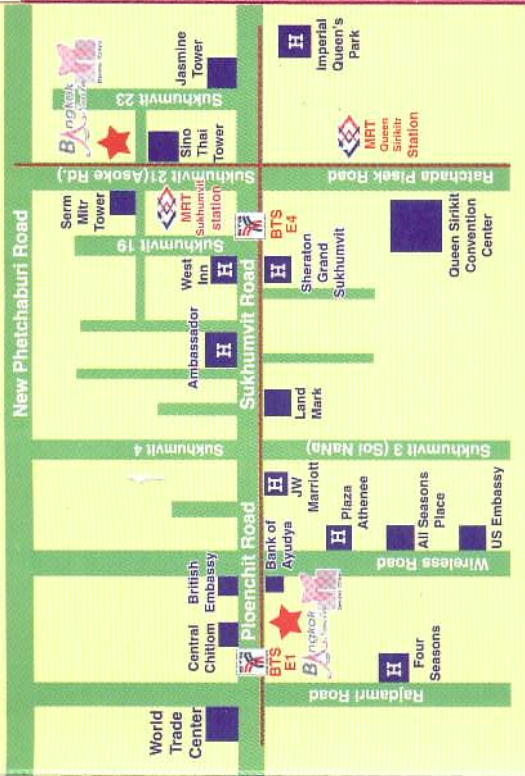 New Phetchaburi Road
World
Trade
Center
Central
Chitlom
British
Embassy
Sukhumvit 4
Ambassador
West
Inn
Sukhumvit 19
Serm
Mitr
Tower
MRT
Sukhumvit
station
Sukhumvit 21(Asoke Rd.)
Sino
Thai
Tower
Bangkok
Sukhumvit 23
Jasmine
Tower
Ploenchit Road
Sukhumvit Road
BTS
E1
BTS
E4
Bangkok
Bank of
Ayudya
JW
Marriott
Plaza
Athenee
All Seasons
Place
US Embassy
Four
Seasons
Rajdamri Road
Wireless Road
Sukhumvit 3 (Soi NaNa)
Land
Mark
Sheraton
Grand
Sukhumvit
Queen Sirikit
Convention
Center
Ratchada Pisek Road
MRT
Queen
Sirikitr
Station
Imperial
Queen's
Park
H
H
H
H
H
H
H